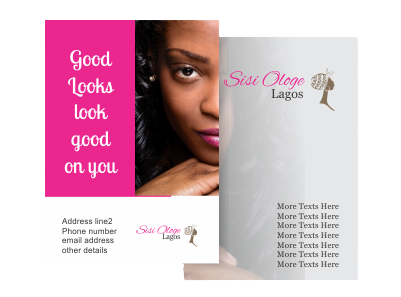 Good
Looks
look
good
on you
Address line2
Phone number
email address
other details
Sisi Ologe
Lagos
Sisi Ologe
Lagos
More Texts Here
More Texts Here
More Texts Here
More Texts Here
More Texts Here
More Texts Here
More Texts Here